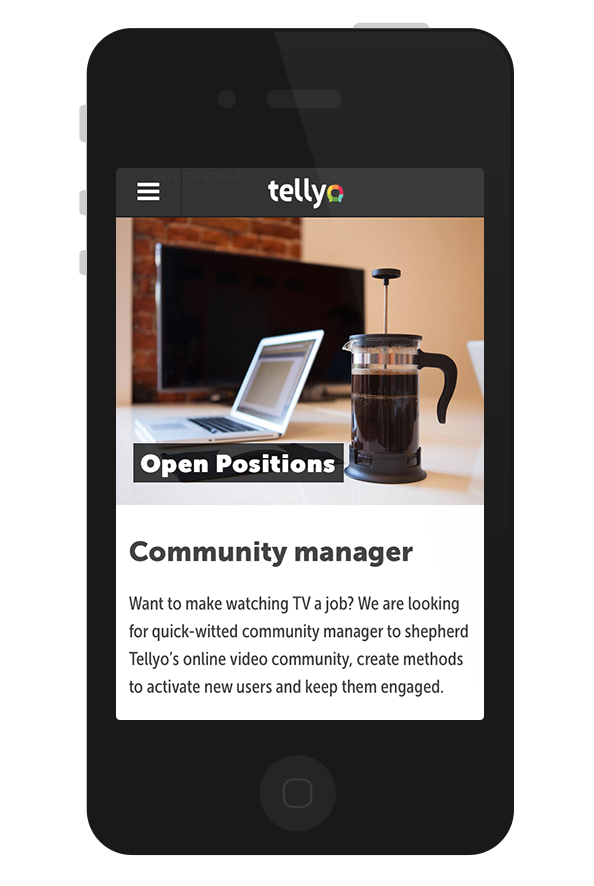 environment
tellyo
Open Positions
Community manager
Want to make watching TV a job? We are looking
for quick-witted community manager to shepherd
Tellyo’s online video community, create methods
to activate new users and keep them engaged.